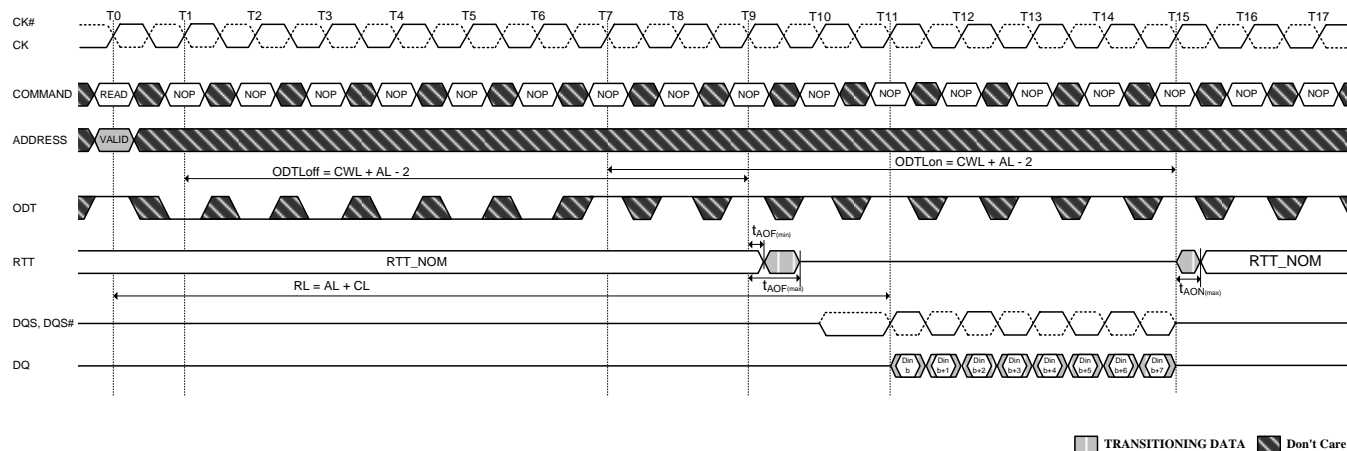 CK# T0 T1 T2 T3 T4 T5 T6 T7 T8 T9 T10 T11 T12 T13 T14 T15 T16 T17
CK
COMMAND READ NOP NOP NOP NOP NOP NOP NOP NOP NOP NOP NOP NOP NOP NOP NOP NOP NOP
ADDRESS VALID
ODTLoff = CWL + AL - 2 ODTLon = CWL + AL - 2
ODT
tAOF(min)
RTT RTT_NOM RTT_NOM
tAOF(max) tAON(max)
RL = AL + CL
DQS, DQS#
DQ Din b Din b+1 Din b+2 Din b+3 Din b+4 Din b+5 Din b+6 Din b+7
TRANSITIONING DATA Don't Care